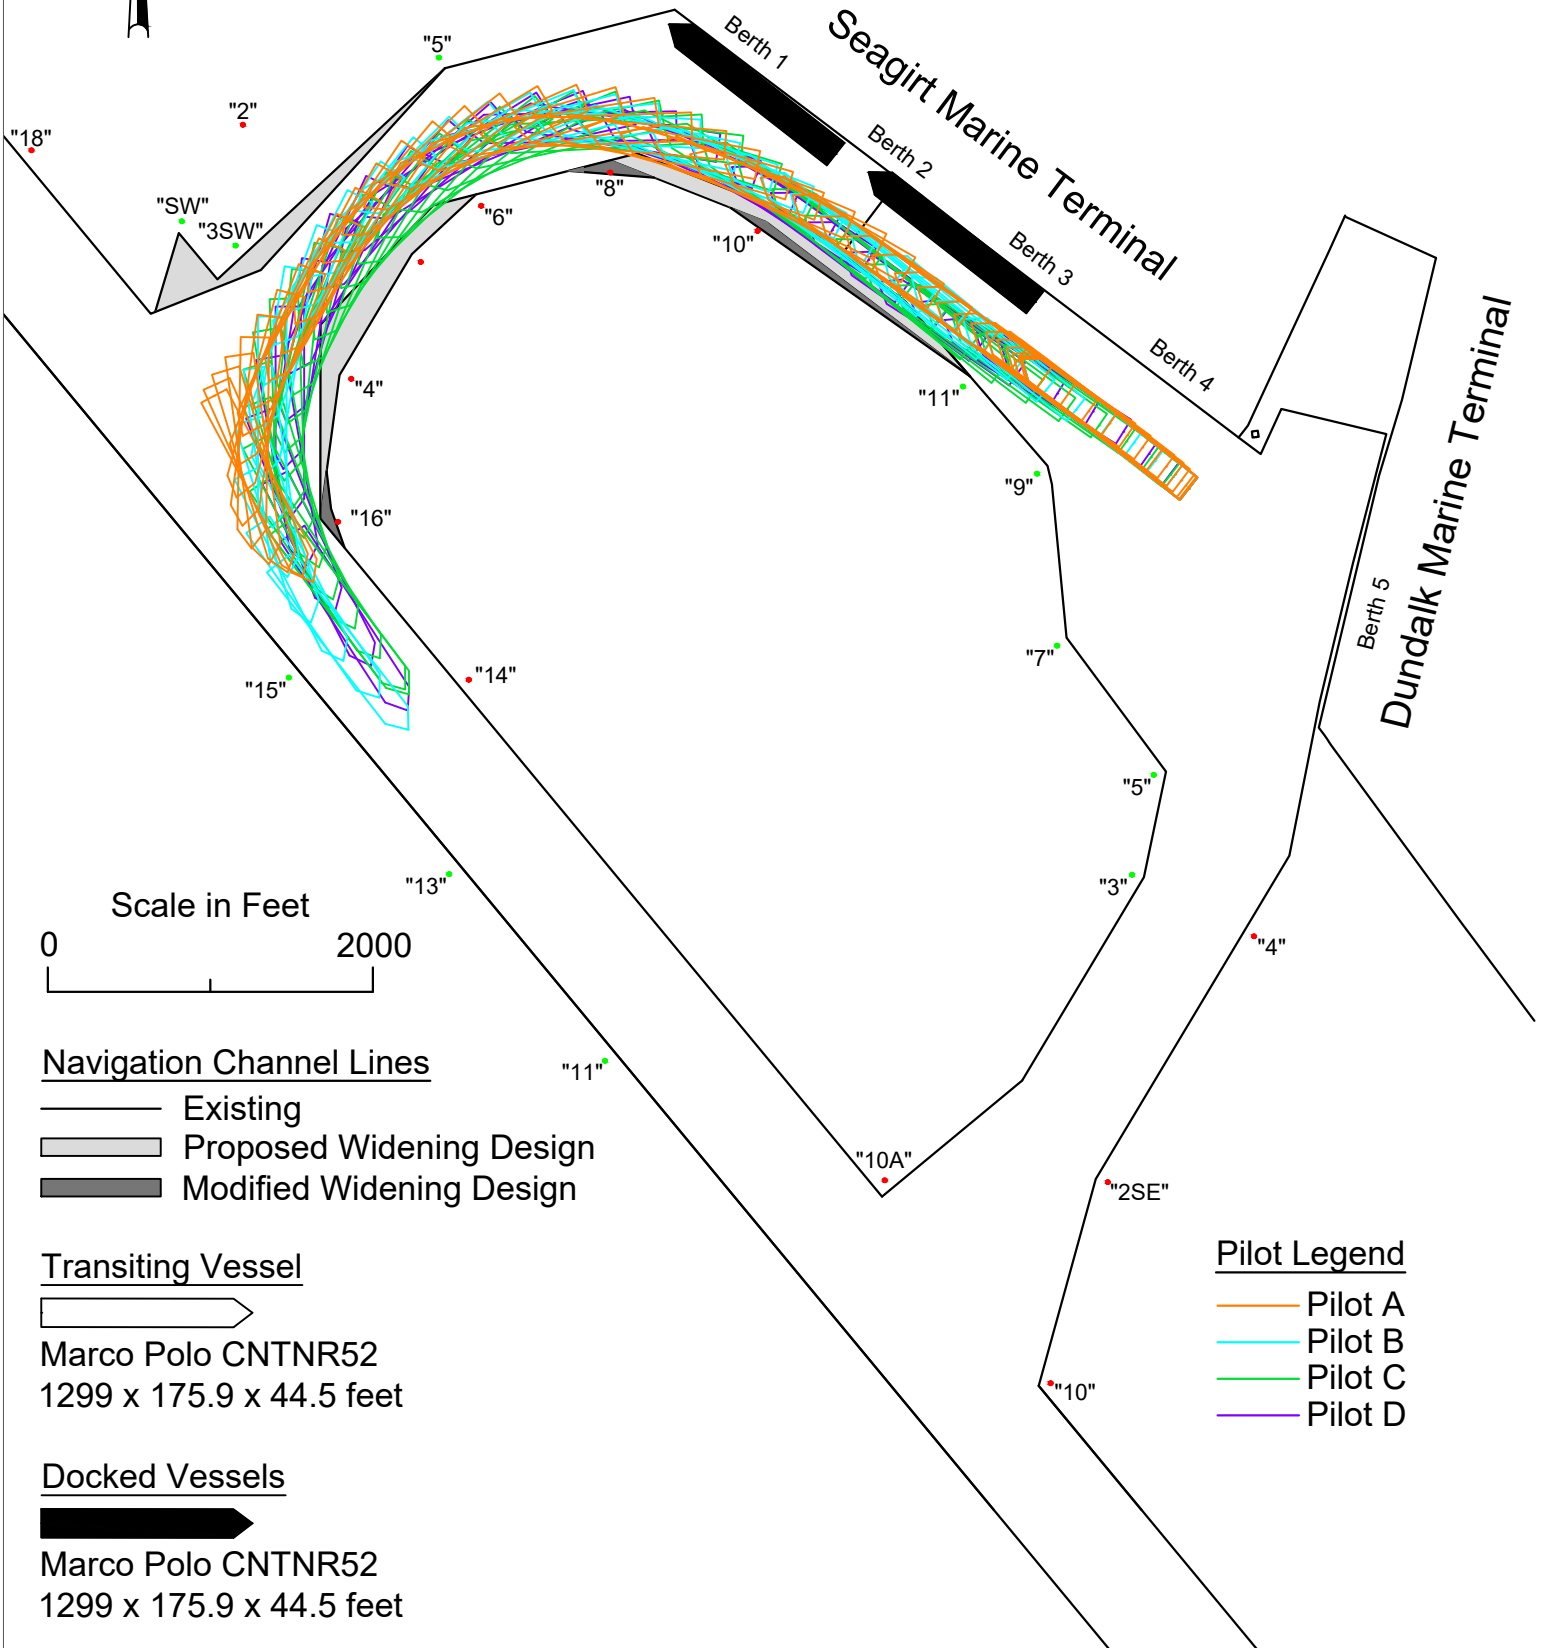 "5"
Berth 1
Seagirt Marine Terminal
"2"
"18"
Berth 2
"8"
"SW"
"3SW"
"6"
"10"
Berth 3
Berth 4
"4"
"11"
"9"
"16"
Berth 5
Dundalk Marine Terminal
"7"
"15"
"14"
"5"
"13"
"3"
"4"
Scale in Feet
0 2000
Navigation Channel Lines
Existing
Proposed Widening Design
Modified Widening Design
"11"
"10A"
"2SE"
"10"
Transiting Vessel
Marco Polo CNTNR52
1299 x 175.9 x 44.5 feet
Docked Vessels
Marco Polo CNTNR52
1299 x 175.9 x 44.5 feet
Pilot Legend
Pilot A
Pilot B
Pilot C
Pilot D